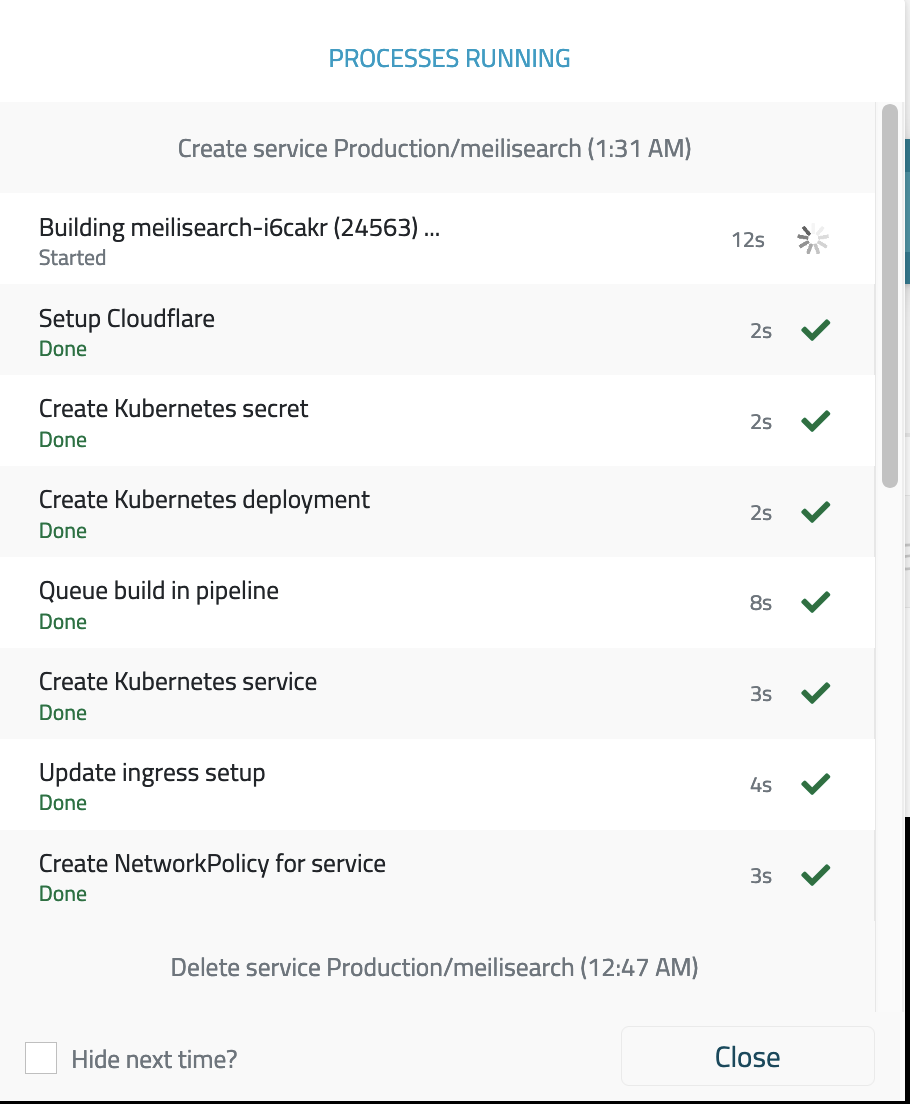 PROCESSES RUNNING
Create service Production/meilisearch (1:31 AM)
Building meilisearch-i6cakr (24563) ...
12s
Started
Setup Cloudflare
2s
Done
Create Kubernetes secret
2s
Done
Create Kubernetes deployment
2s
Done
Queue build in pipeline
8s
Done
Create Kubernetes service
3s
Done
Update ingress setup
4s
Done
Create NetworkPolicy for service
3s
Done
Delete service Production/meilisearch (12:47 AM)
Hide next time?
Close